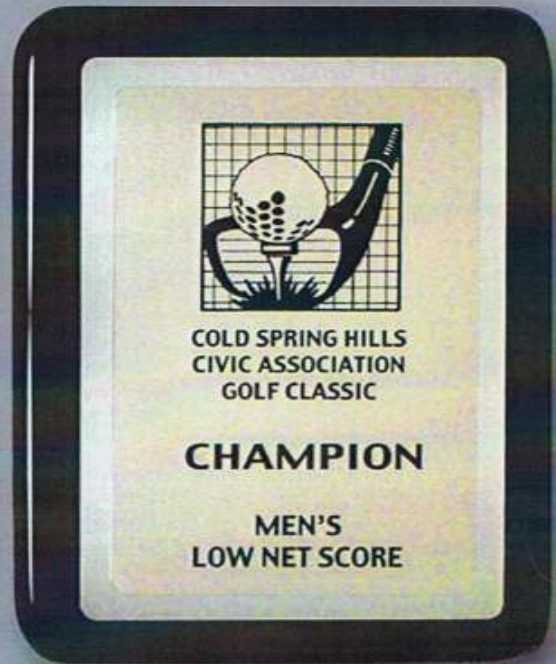 COLD SPRING HILLS
CIVIC ASSOCIATION
GOLF CLASSIC
CHAMPION
MEN'S
LOW NET SCORE